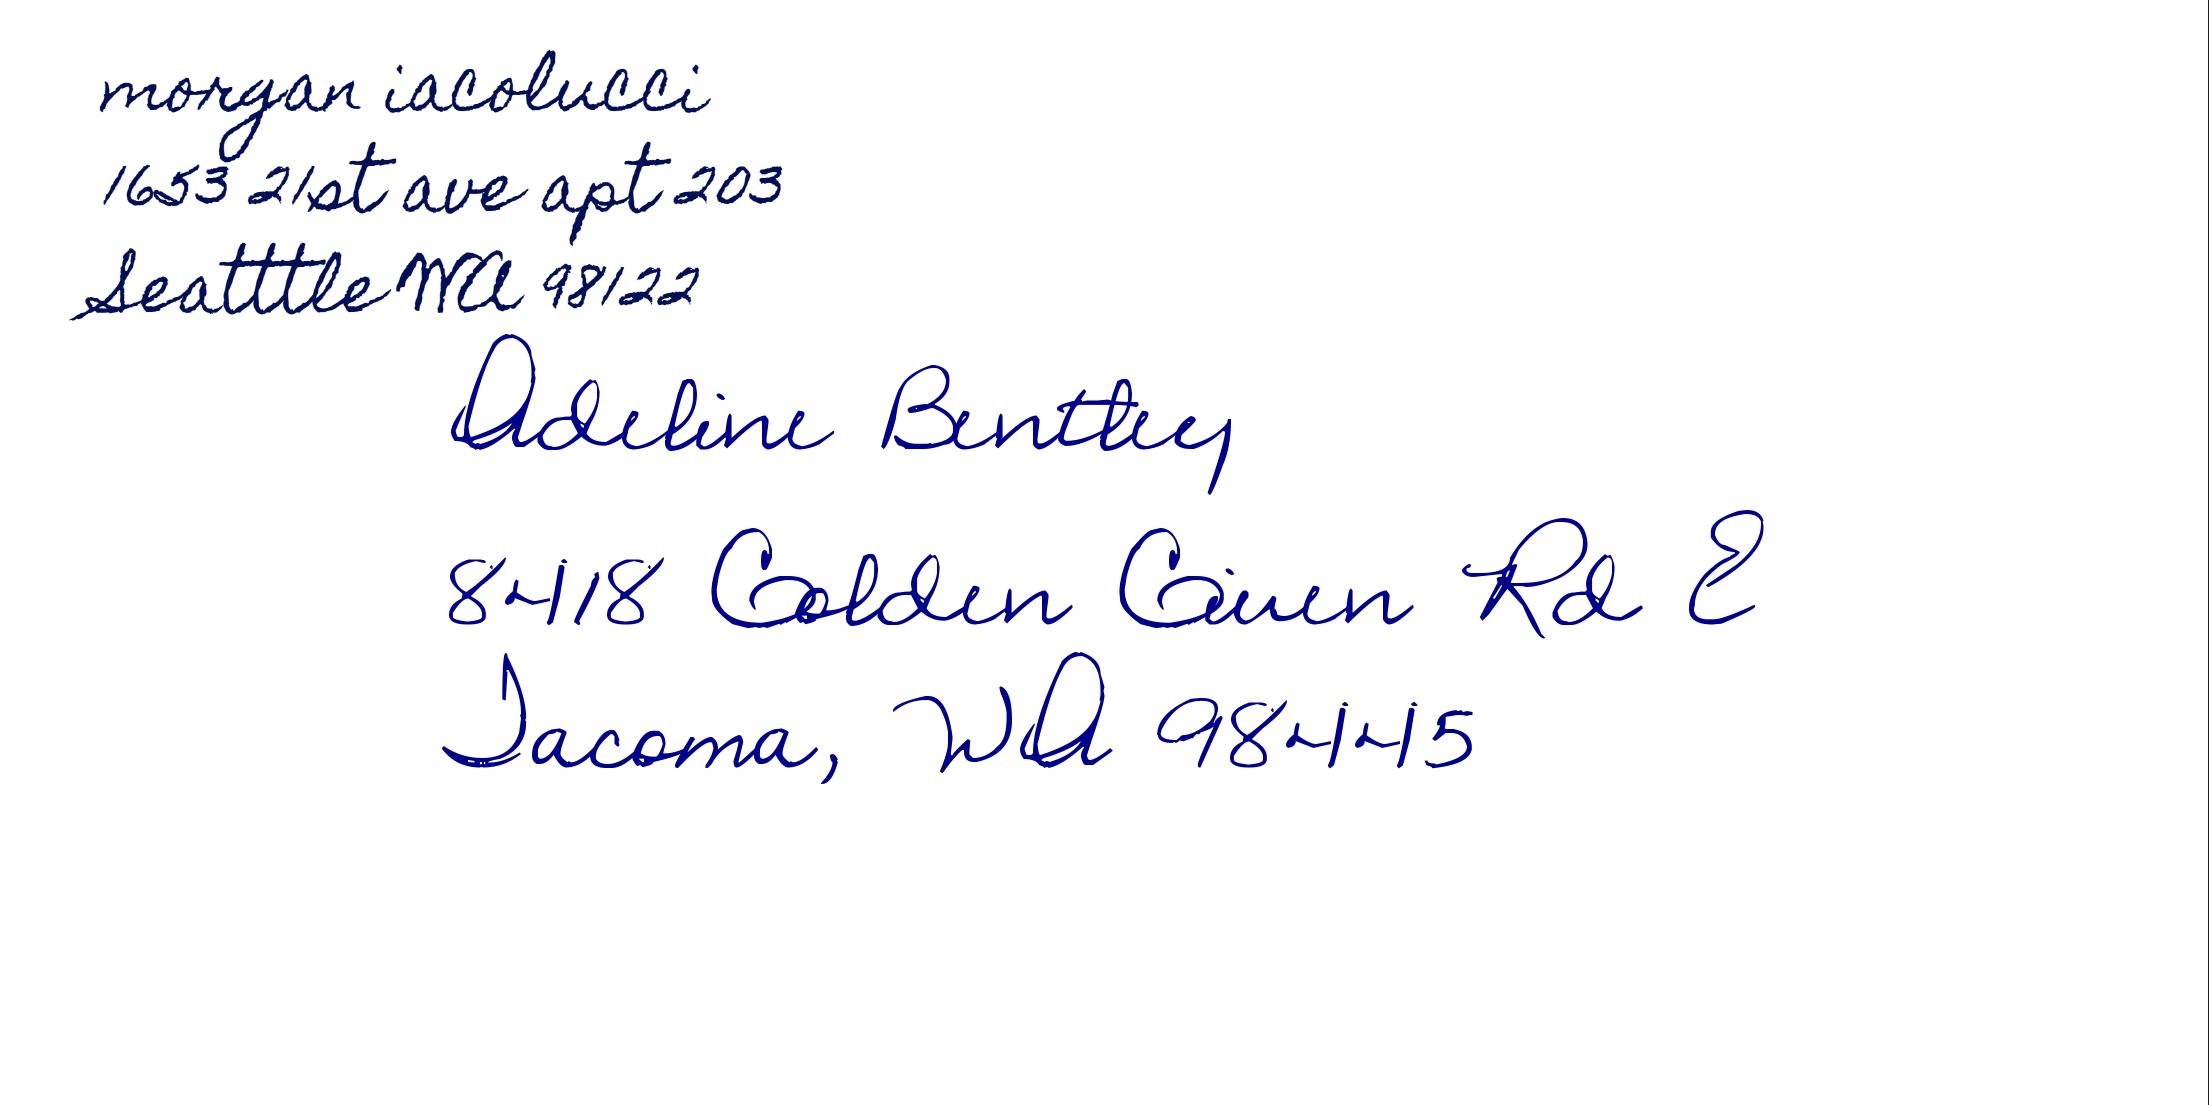 morgan iacolucci
1653 21st ave apt 203
Seatttle WA 98122
Adeline Bentley
8418 Golden Given Rd E
Tacoma, WA 98445